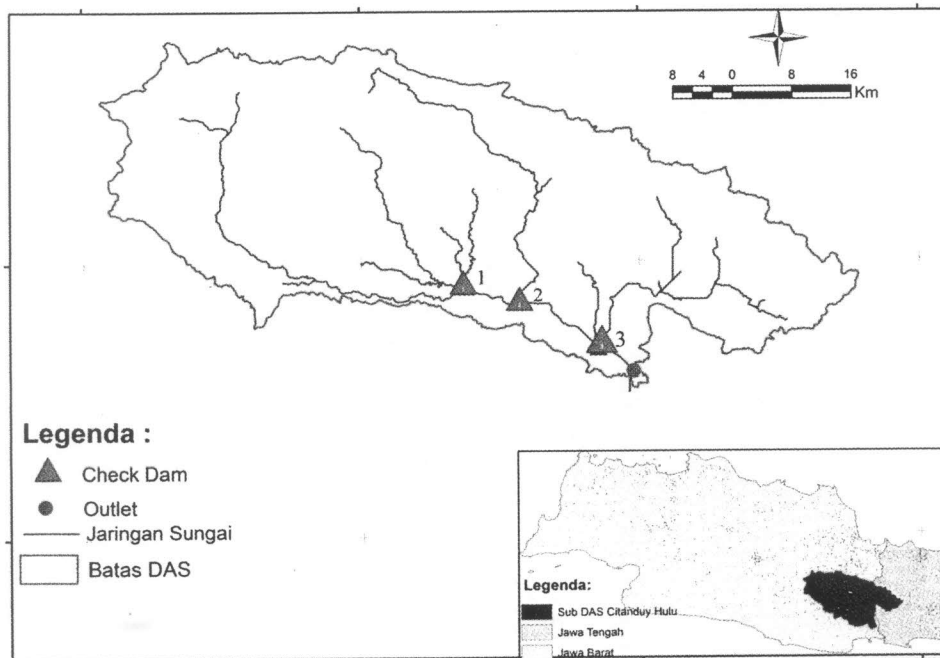 8 4 0 8 16
Km
1
2
3
Legenda :
Check Dam
Outlet
Jaringan Sungai
Batas DAS
Legenda:
Sub DAS Citanduy Hulu
Jawa Tengah
Jawa Barat